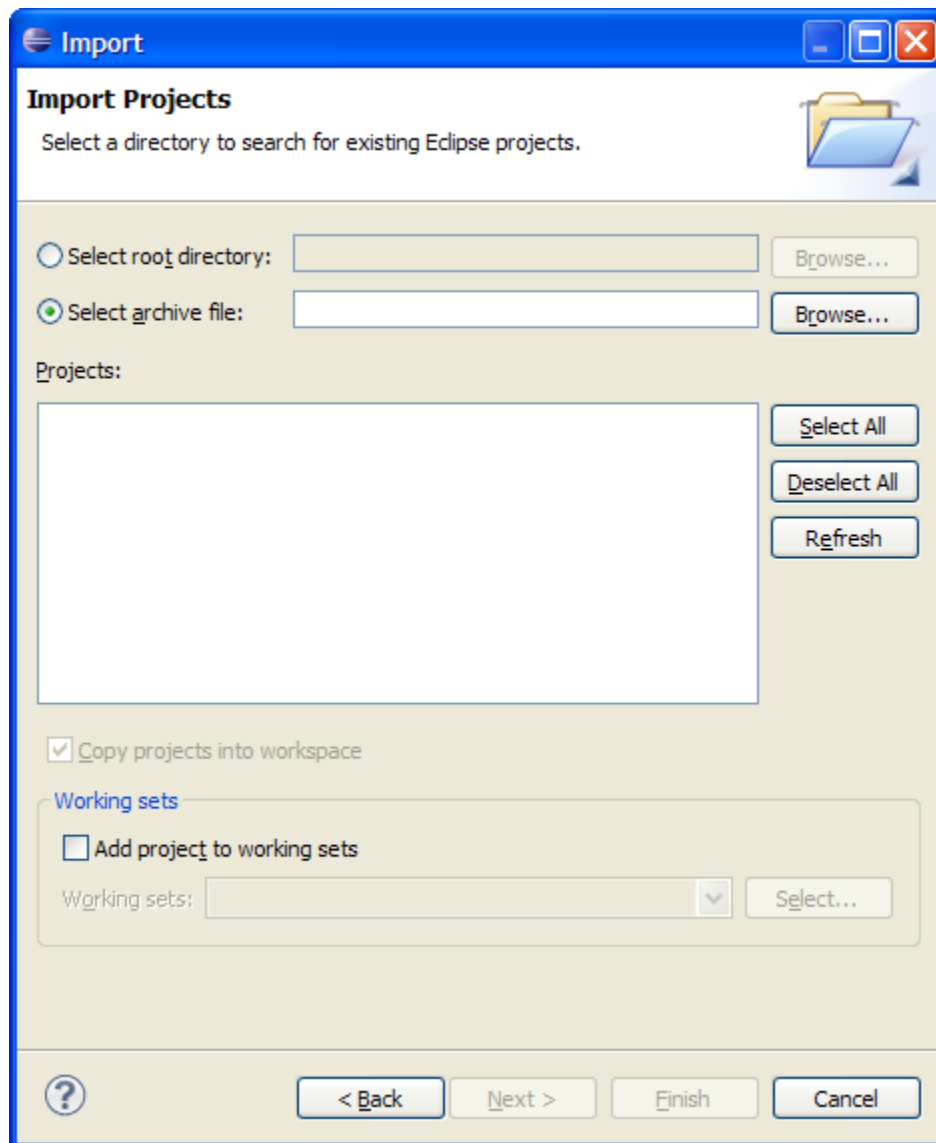 Import
Import Projects
Select a directory to search for existing Eclipse projects.
Select root directory:
Browse...
Select archive file:
Browse...
Projects:
Select All
Deselect All
Refresh
Copy projects into workspace
Working sets
Add project to working sets
Working sets:
Select...
?
< Back
Next >
Finish
Cancel